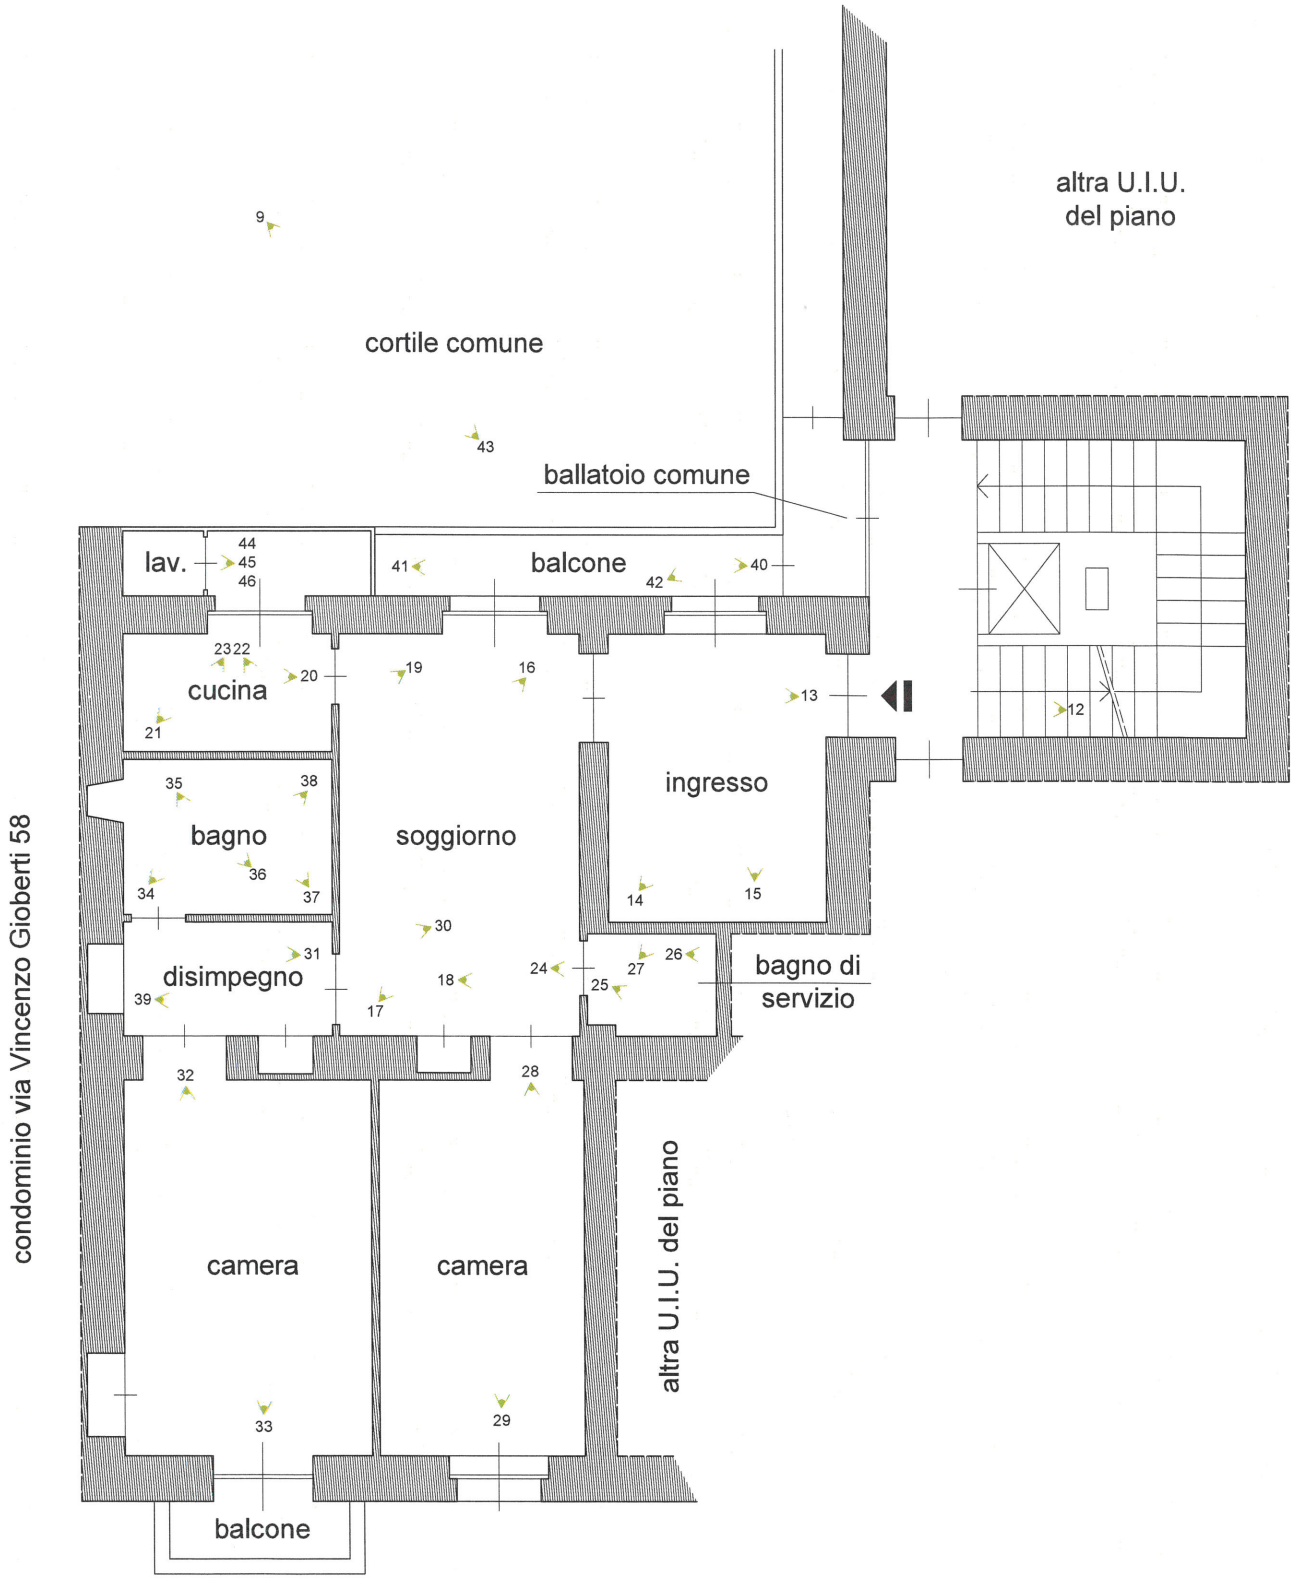 altra U.I.U.
del piano
9
cortile comune
43
ballatoio comune
lav.
44
45
46
41
balcone
42
40
23 22
20
cucina
21
19
16
13
12
ingresso
35
38
bagno
soggiorno
36
34
37
14
15
30
31
disimpegno
39
24
18
17
27
26
25
bagno di
servizio
32
28
condominio via Vincenzo Gioberti 58
camera
camera
altra U.I.U. del piano
33
29
balcone